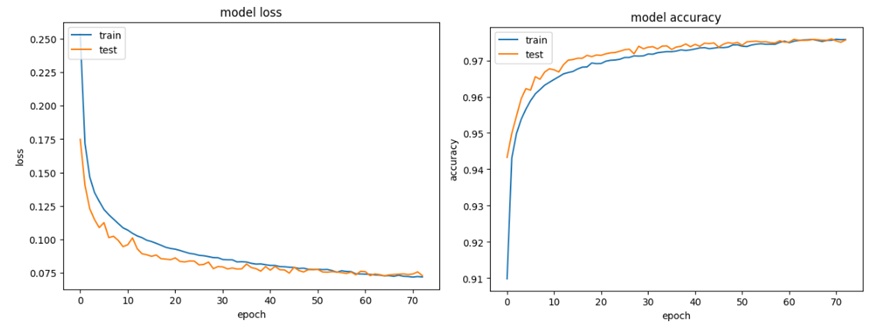 model loss
train
test
0.250
0.225
0.200
0.175
0.150
0.125
0.100
0.075
loss
0 10 20 30 40 50 60 70
epoch
model accuracy
train
test
0.97
0.96
0.95
0.94
0.93
0.92
0.91
accuracy
0 10 20 30 40 50 60 70
epoch